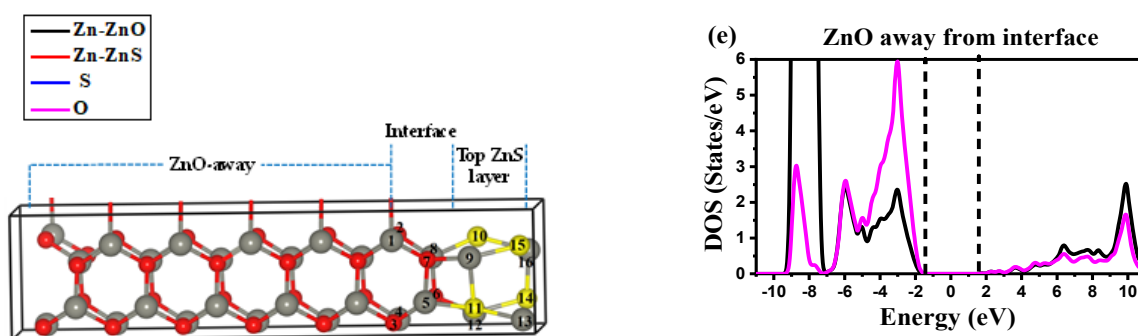 Zn-ZnO
Zn-ZnS
S
O
Interface
ZnO-away
Top ZnS
layer
1
2
3
4
5
6
7
8
9
10
11
12
13
14
15
16
(e)
ZnO away from interface
DOS (States/eV)
6
5
4
3
2
1
0
-10 -8 -6 -4 -2 0 2 4 6 8 10
Energy (eV)